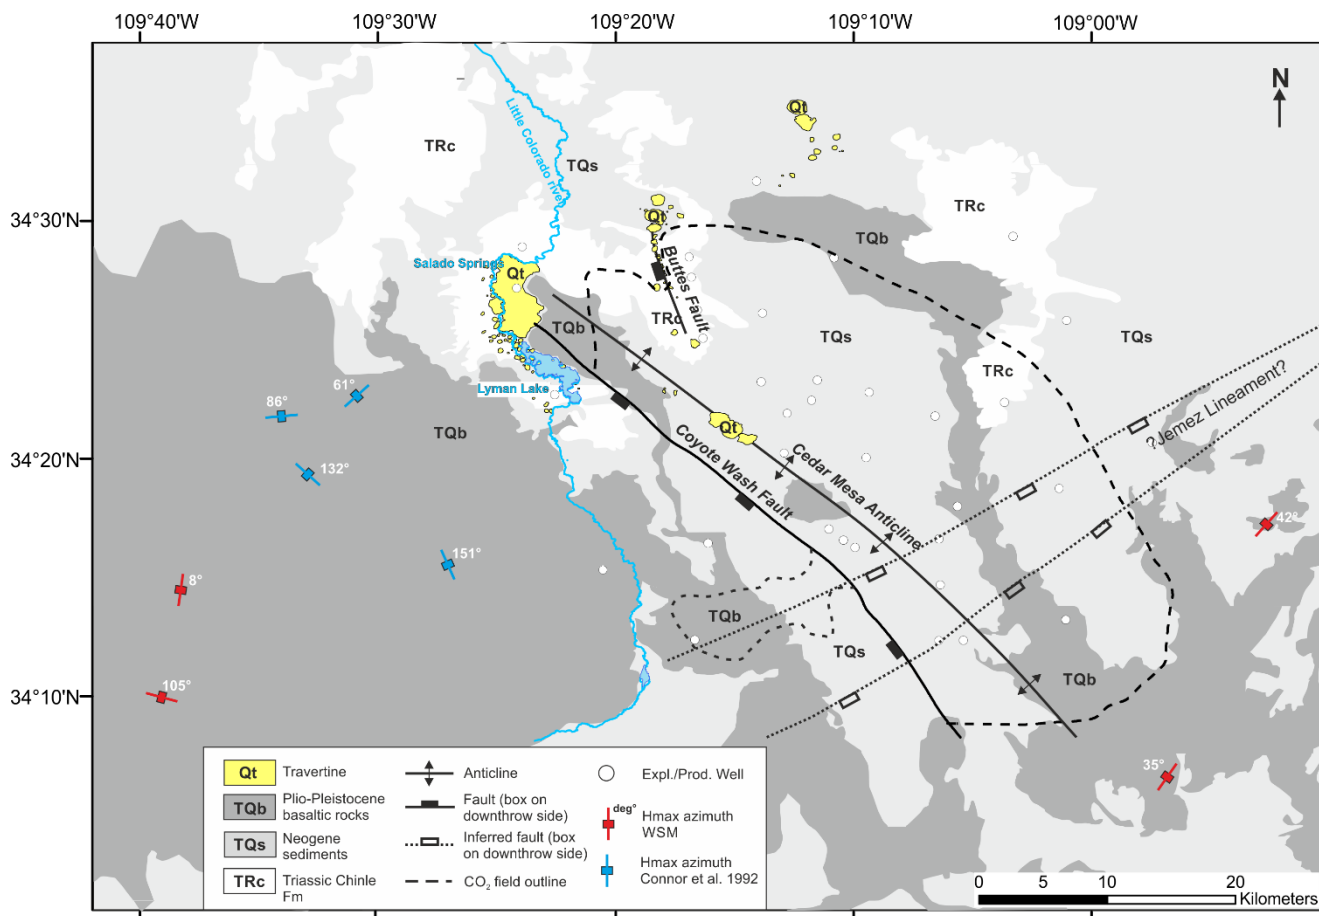 109°40'W 109°30'W 109°20'W 109°10'W 109°00'W
N
Qt
Little Colorado river
TRc
TQs
TRc
34°30'N
Qt
TQb
Salado Springs
Qt
Buttes Fault
TQb
TRc
TQs
TQs
TRc
Lyman Lake
61°
86°
?Jemez Lineament?
Qt
TQb
132°
34°20'N
Coyote Wash Fault
Cedar Mesa Anticline
42°
151°
8°
TQb
TQs
105°
TQb
34°10'N
35°
Qt Travertine
TQb Plio-Pleistocene
basaltic rocks
TQs Neogene
sediments
TRc Triassic Chinle
Fm
Anticline
Fault (box on
downthrow side)
Inferred fault (box
on downthrow side)
CO₂ field outline
Expl./Prod. Well
deg° Hmax azimuth
WSM
Hmax azimuth
Connor et al. 1992
0 5 10 20
Kilometers